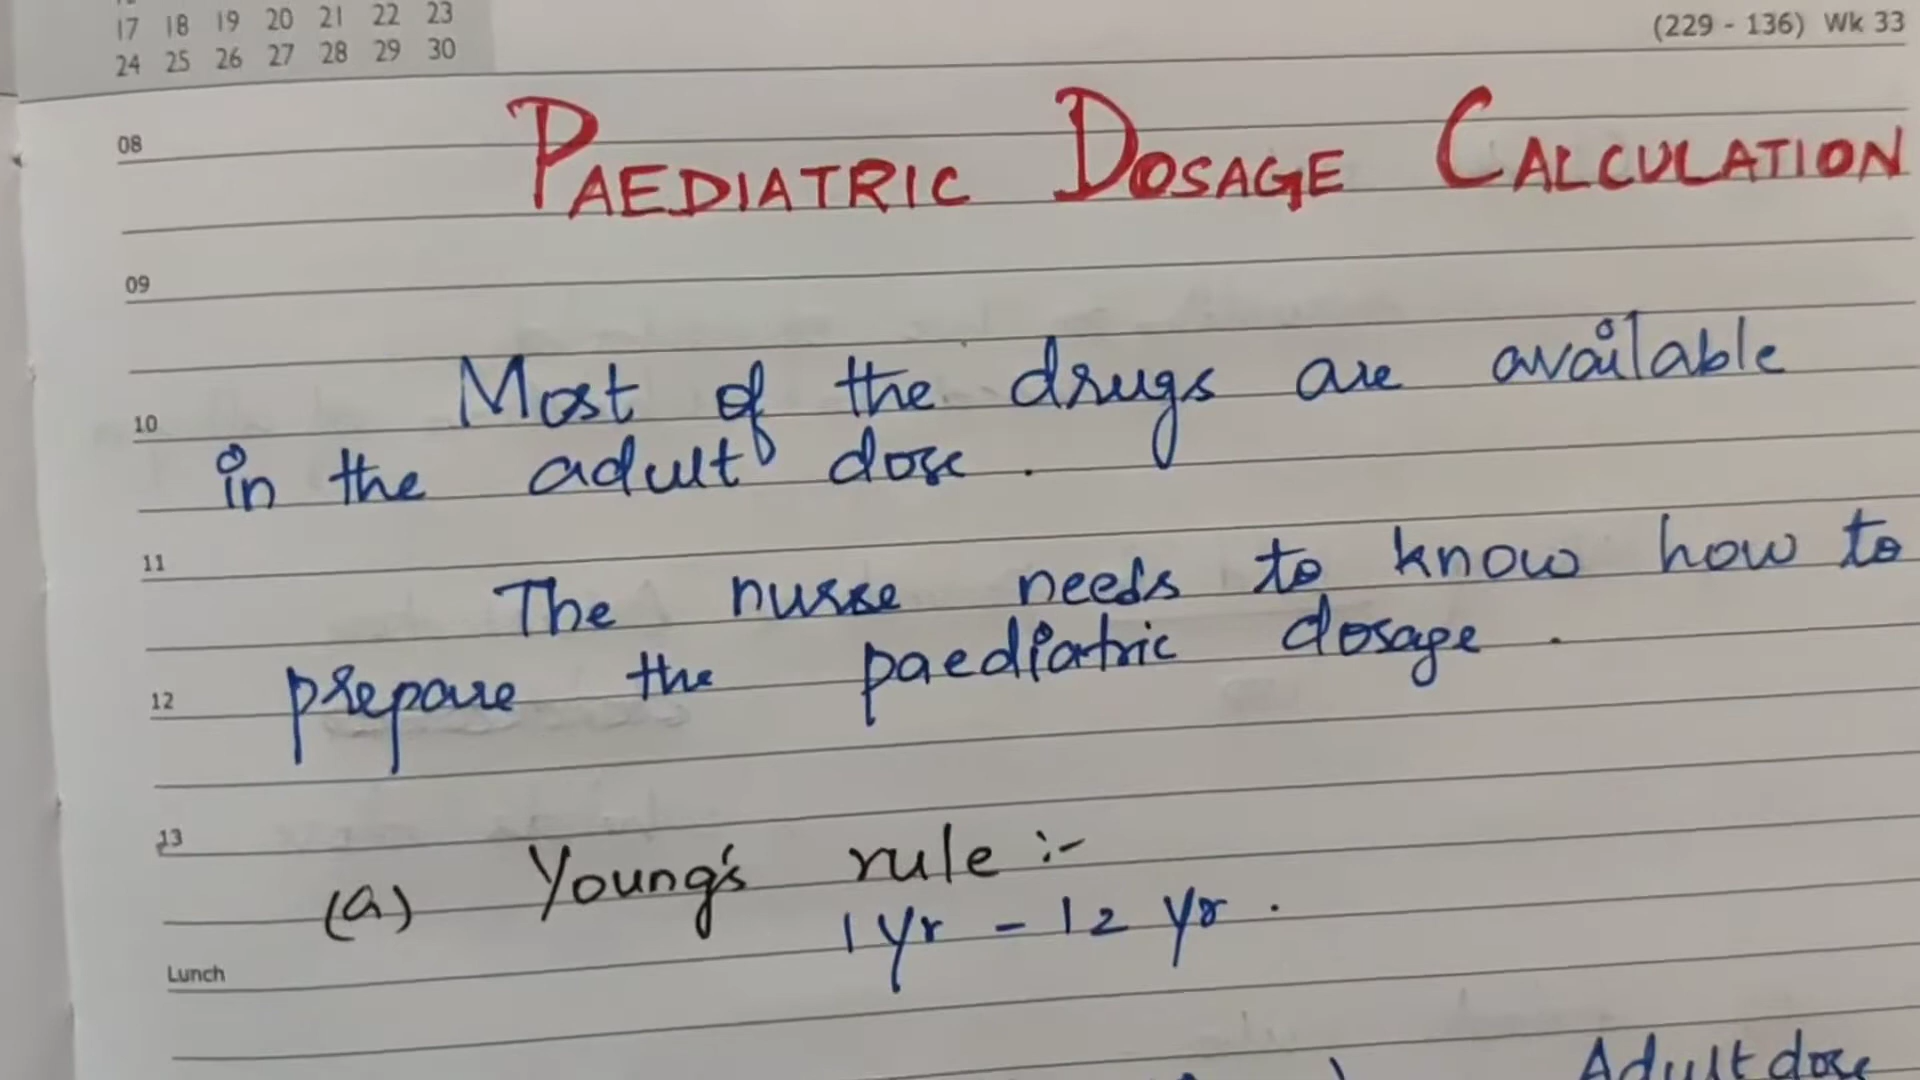 17 18 19 20 21 22 23
24 25 26 27 28 29 30
(229 - 136) Wk 33
08
PAEDIATRIC DOSAGE CALCULATION
09
Most of the drugs are available
10
in the adult dose .
11
The nurse needs to know how to
12
prepare the paediatric dosage .
13
(a) Young's rule :-
1 yr - 12 yr .
Lunch
Adult dose